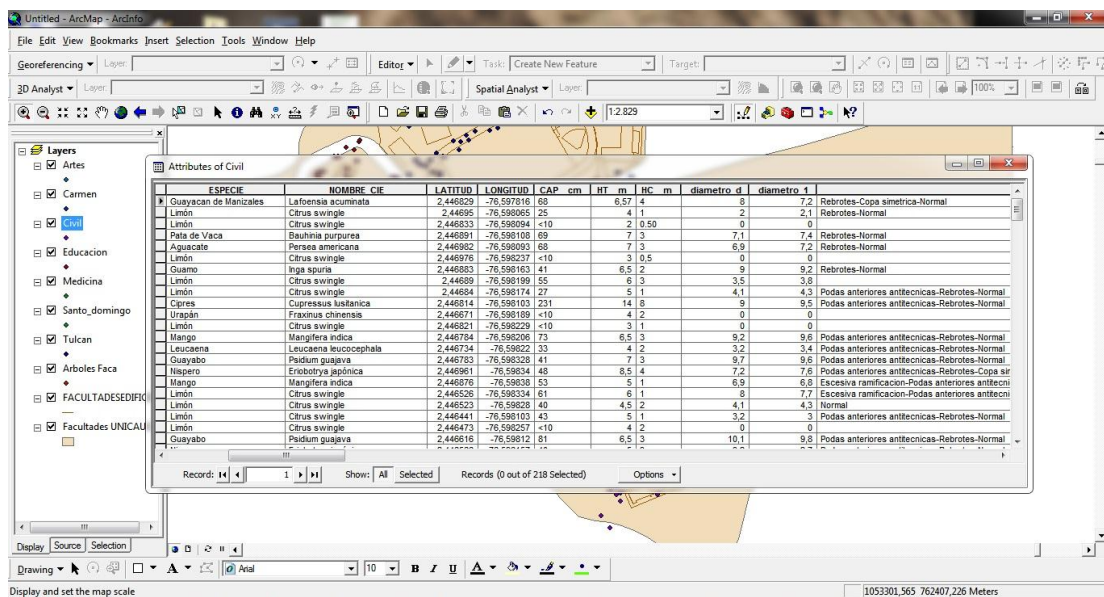 Untitled - ArcMap - ArcInfo
File Edit View Bookmarks Insert Selection Tools Window Help
Georeferencing Layer: Editor Task: Create New Feature Target:
3D Analyst Layer: Spatial Analyst Layer: 100%
1:2.829
Layers
Artes
Carmen
Civil
Educacion
Medicina
Santo_domingo
Tulcan
Arboles Faca
FACULTADESEDIFIC
Facultades UNICAU
Attributes of Civil
ESPECIE NOMBRE_CIE LATITUD LONGITUD CAP__cm HT__m HC__m diametro_d diametro_1
Guayacan de Manizales Lafoensia acuminata 2,446829 -76,597816 68 6,57 4 8 7,2 Rebrotes-Copa simetrica-Normal
Limón Citrus swingle 2,44695 -76,598065 25 4 1 2 2,1 Rebrotes-Normal
Limón Citrus swingle 2,446833 -76,598094 <10 2 0.50 0 0
Pata de Vaca Bauhinia purpurea 2,446891 -76,598108 69 7 3 7,1 7,4 Rebrotes-Normal
Aguacate Persea americana 2,446982 -76,598093 68 7 3 6,9 7,2 Rebrotes-Normal
Limón Citrus swingle 2,446976 -76,598237 <10 3 0,5 0 0
Guamo Inga spuria 2,446883 -76,598163 41 6,5 2 9 9,2 Rebrotes-Normal
Limón Citrus swingle 2,44689 -76,598199 55 6 3 3,5 3,8
Limón Citrus swingle 2,44684 -76,598174 27 5 1 4,1 4,3 Podas anteriores antitecnicas-Rebrotes-Normal
Cipres Cupressus lusitanica 2,446814 -76,598103 231 14 8 9 9,5 Podas anteriores antitecnicas-Rebrotes-Normal
Urapán Fraxinus chinensis 2,446671 -76,598189 <10 4 2 0 0
Limón Citrus swingle 2,446821 -76,598229 <10 3 1 0 0
Mango Mangifera indica 2,446784 -76,598206 73 6,5 3 9,2 9,6 Podas anteriores antitecnicas-Rebrotes-Normal
Leucaena Leucaena leucocephala 2,446734 -76,59822 33 4 2 3,2 3,4 Podas anteriores antitecnicas-Rebrotes-Normal
Guayabo Psidium guajava 2,446783 -76,598328 41 7 3 9,7 9,6 Podas anteriores antitecnicas-Rebrotes-Normal
Nispero Eriobotrya japónica 2,446961 -76,59834 48 8,5 4 7,2 7,6 Podas anteriores antitecnicas-Rebrotes-Copa sir
Mango Mangifera indica 2,446876 -76,59838 53 5 1 6,9 6,8 Escesiva ramificacion-Podas anteriores antitecni
Limón Citrus swingle 2,446526 -76,598334 61 6 1 8 7,7 Escesiva ramificacion-Podas anteriores antitecni
Limón Citrus swingle 2,446523 -76,59828 40 4,5 2 4,1 4,3 Normal
Limón Citrus swingle 2,446441 -76,598103 43 5 1 3,2 3 Podas anteriores antitecnicas-Rebrotes-Normal
Limón Citrus swingle 2,446473 -76,598257 <10 4 2 0 0
Guayabo Psidium guajava 2,446616 -76,59812 81 6,5 3 10,1 9,8 Podas anteriores antitecnicas-Rebrotes-Normal
Record: 1 Show: All Selected Records (0 out of 218 Selected) Options
Display Source Selection
Drawing A Arial 10 B I U A
Display and set the map scale 1053301,565 762407,226 Meters